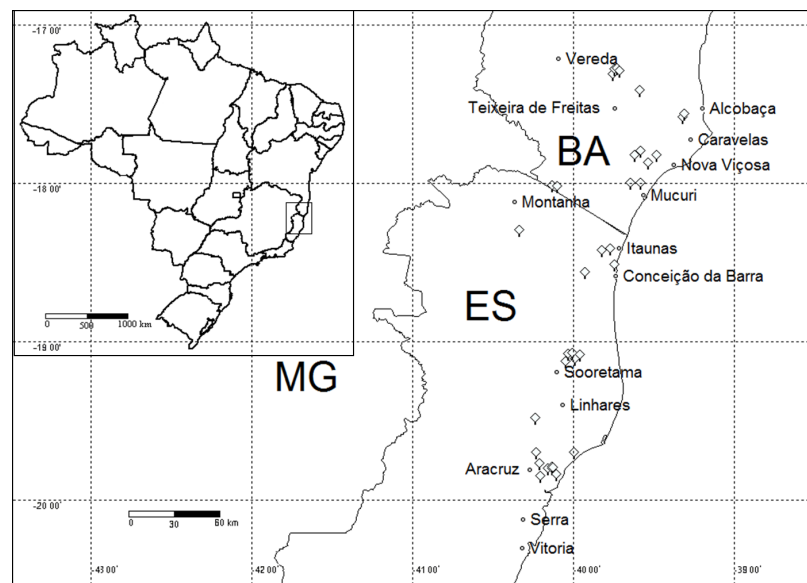 -17 00'
Vereda
Teixeira de Freitas
Alcobaça
BA
Caravelas
Nova Viçosa
-18 00'
Montanha
Mucuri
Itaunas
Conceição da Barra
ES
0 500 1000 km
-19 00'
MG
Sooretama
Linhares
Aracruz
-20 00'
0 30 60 km
Serra
Vitoria
-43 00'
-42 00'
-41 00'
-40 00'
-39 00'